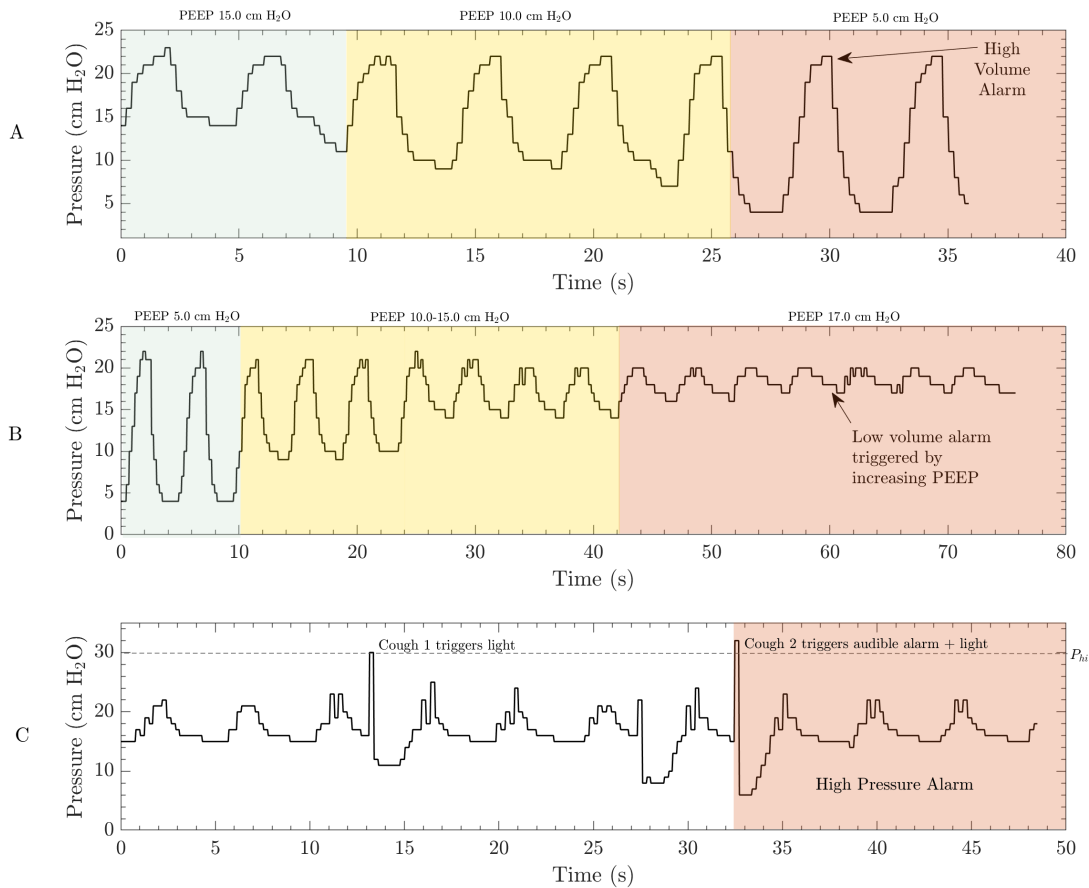 PEEP 15.0 cm H₂O PEEP 10.0 cm H₂O PEEP 5.0 cm H₂O
25
20
15
10
5
Pressure (cm H₂O)
A
High
Volume
Alarm
0 5 10 15 20 25 30 35 40
Time (s)
PEEP 5.0 cm H₂O PEEP 10.0-15.0 cm H₂O PEEP 17.0 cm H₂O
25
20
15
10
5
0
Pressure (cm H₂O)
B
Low volume alarm
triggered by
increasing PEEP
0 10 20 30 40 50 60 70 80
Time (s)
30
20
10
0
Pressure (cm H₂O)
C
Cough 1 triggers light
Cough 2 triggers audible alarm + light
P_hi
High Pressure Alarm
0 5 10 15 20 25 30 35 40 45 50
Time (s)